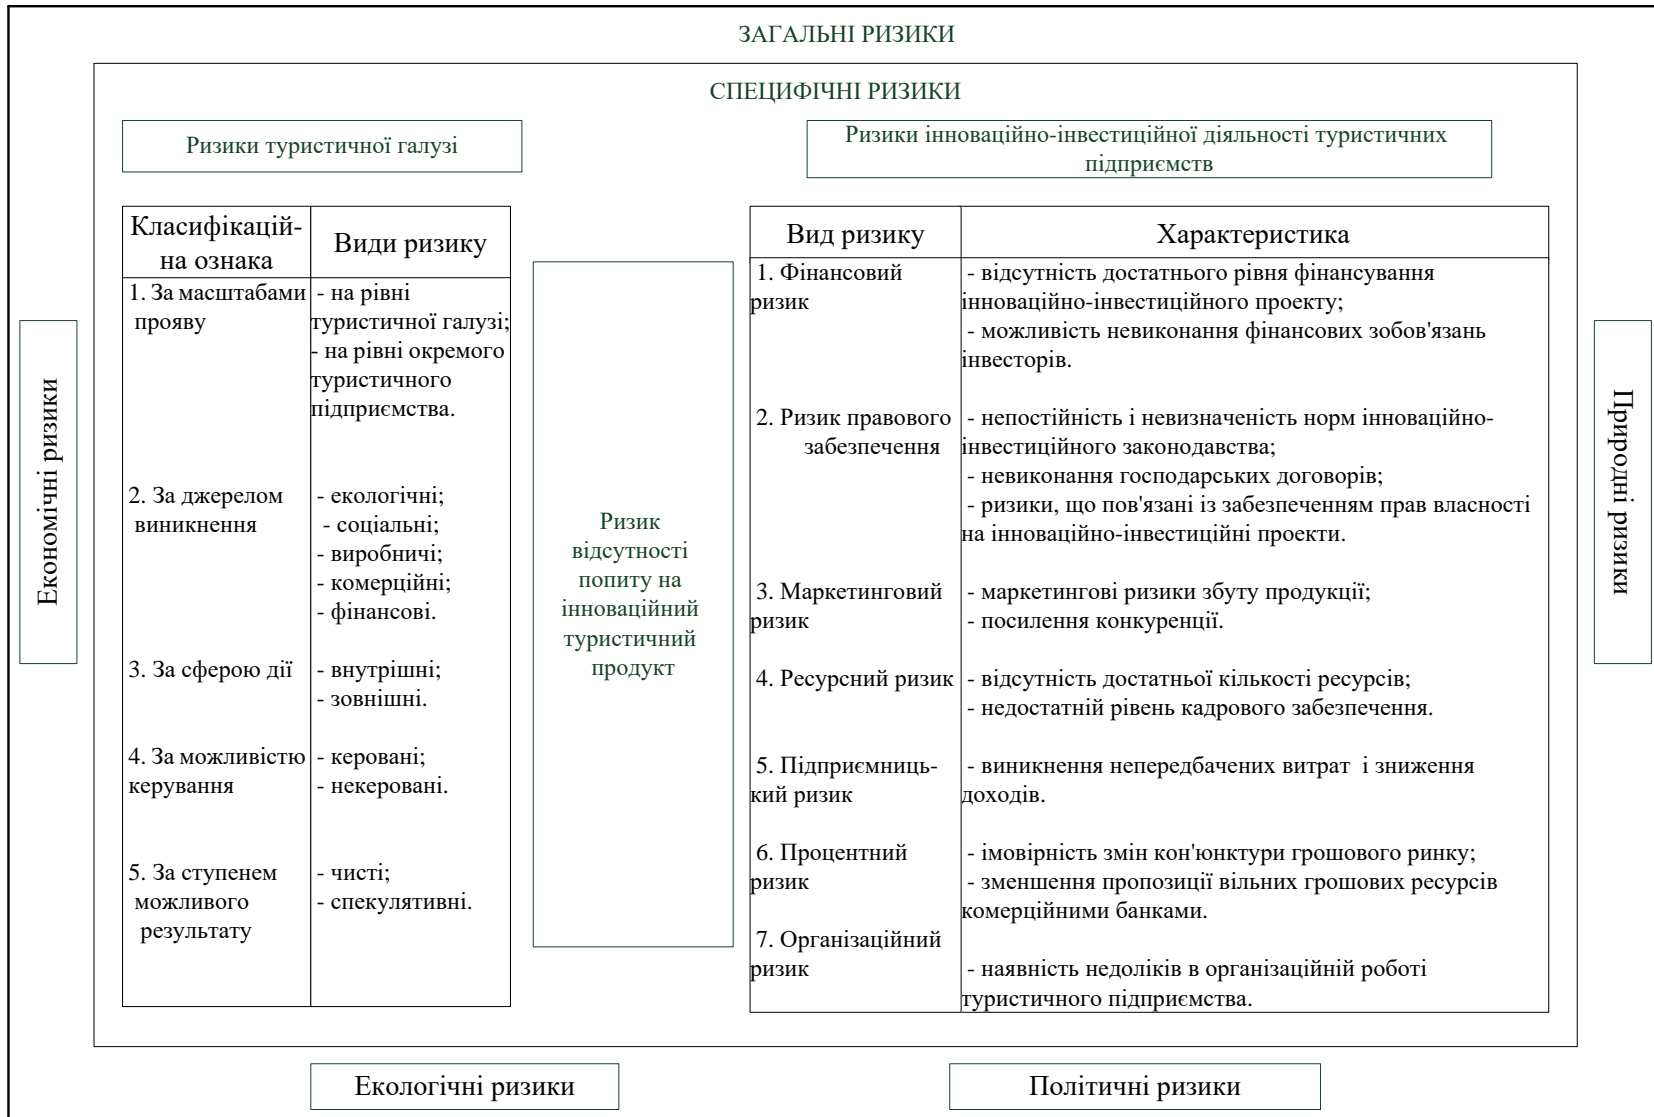 ЗАГАЛЬНІ РИЗИКИ
СПЕЦИФІЧНІ РИЗИКИ
Ризики туристичної галузі
Ризики інноваційно-інвестиційної діяльності туристичних
підприємств
Економічні ризики
Класифікацій-
на ознака
Види ризику
1. За масштабами
прояву
- на рівні
туристичної галузі;
- на рівні окремого
туристичного
підприємства.
2. За джерелом
виникнення
- екологічні;
- соціальні;
- виробничі;
- комерційні;
- фінансові.
3. За сферою дії
- внутрішні;
- зовнішні.
4. За можливістю
керування
- керовані;
- некеровані.
5. За ступенем
можливого
результату
- чисті;
- спекулятивні.
Ризик
відсутності
попиту на
інноваційний
туристичний
продукт
Вид ризику
Характеристика
1. Фінансовий
ризик
- відсутність достатнього рівня фінансування
інноваційно-інвестиційного проекту;
- можливість невиконання фінансових зобов'язань
інвесторів.
2. Ризик правового
забезпечення
- непостійність і невизначеність норм інноваційно-
інвестиційного законодавства;
- невиконання господарських договорів;
- ризики, що пов'язані із забезпеченням прав власності
на інноваційно-інвестиційні проекти.
3. Маркетинговий
ризик
- маркетингові ризики збуту продукції;
- посилення конкуренції.
4. Ресурсний ризик
- відсутність достатньої кількості ресурсів;
- недостатній рівень кадрового забезпечення.
5. Підприємниць-
кий ризик
- виникнення непередбачених витрат і зниження
доходів.
6. Процентний
ризик
- імовірність змін кон'юнктури грошового ринку;
- зменшення пропозиції вільних грошових ресурсів
комерційними банками.
7. Організаційний
ризик
- наявність недоліків в організаційній роботі
туристичного підприємства.
Природні ризики
Екологічні ризики
Політичні ризики